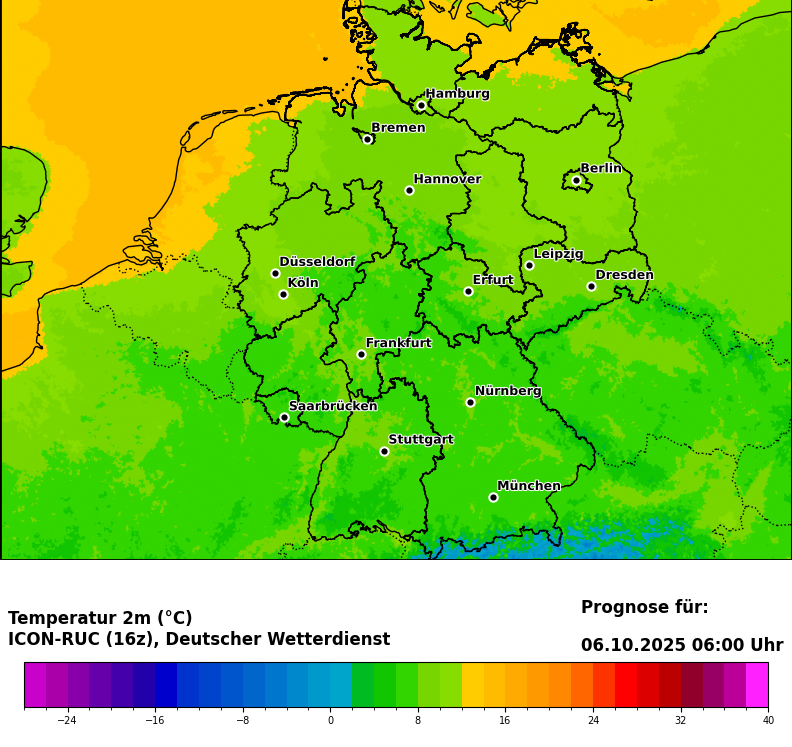 Hamburg
Bremen
Berlin
Hannover
Leipzig
Düsseldorf
Dresden
Köln
Erfurt
Frankfurt
Nürnberg
Saarbrücken
Stuttgart
München
Temperatur 2m (°C)
ICON-RUC (16z), Deutscher Wetterdienst
Prognose für:
06.10.2025 06:00 Uhr
−24 −16 −8 0 8 16 24 32 40